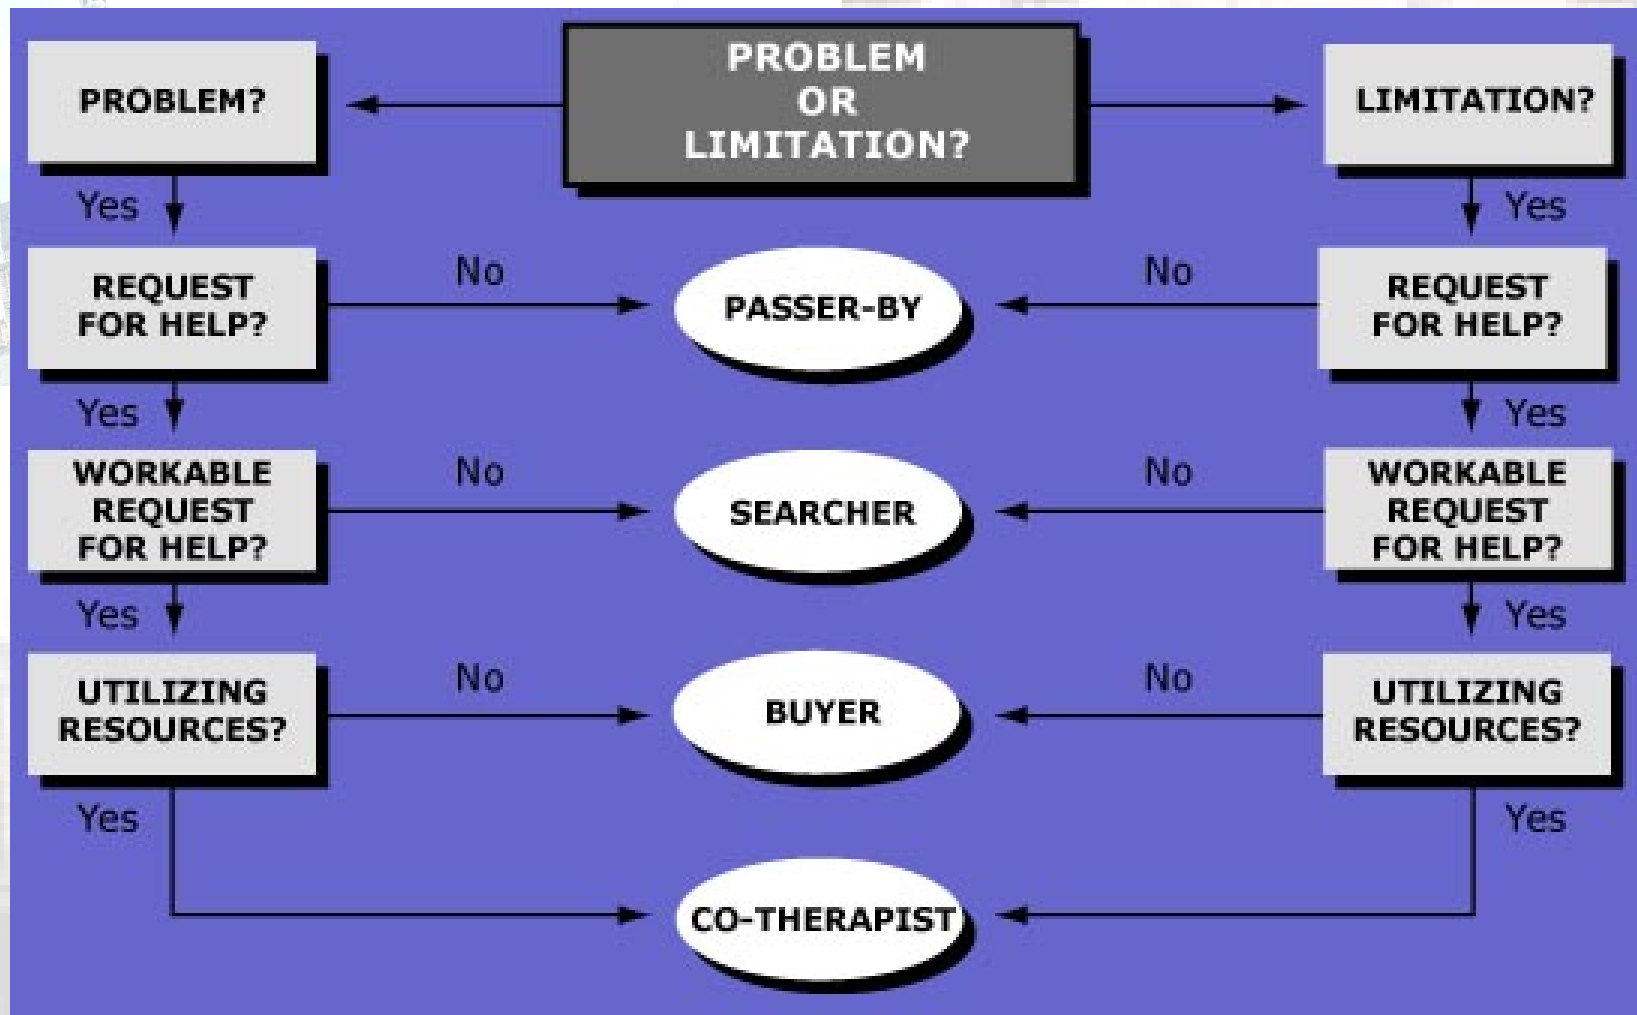 PROBLEM
OR
LIMITATION?
PROBLEM?
LIMITATION?
Yes
Yes
REQUEST
FOR HELP?
No
PASSER-BY
No
REQUEST
FOR HELP?
Yes
Yes
WORKABLE
REQUEST
FOR HELP?
No
SEARCHER
No
WORKABLE
REQUEST
FOR HELP?
Yes
Yes
UTILIZING
RESOURCES?
No
BUYER
No
UTILIZING
RESOURCES?
Yes
Yes
CO-THERAPIST